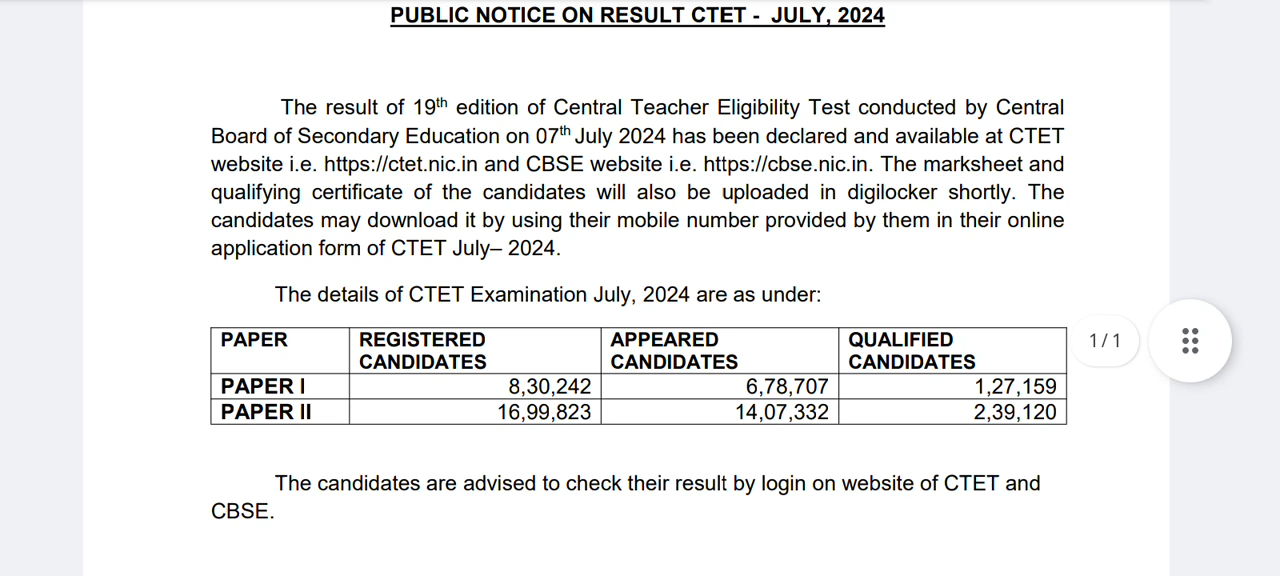 PUBLIC NOTICE ON RESULT CTET - JULY, 2024
The result of 19th edition of Central Teacher Eligibility Test conducted by Central
Board of Secondary Education on 07th July 2024 has been declared and available at CTET
website i.e. https://ctet.nic.in and CBSE website i.e. https://cbse.nic.in. The marksheet and
qualifying certificate of the candidates will also be uploaded in digilocker shortly. The
candidates may download it by using their mobile number provided by them in their online
application form of CTET July– 2024.
The details of CTET Examination July, 2024 are as under:
PAPER REGISTERED CANDIDATES APPEARED CANDIDATES QUALIFIED CANDIDATES
PAPER I 8,30,242 6,78,707 1,27,159
PAPER II 16,99,823 14,07,332 2,39,120
1/1
The candidates are advised to check their result by login on website of CTET and
CBSE.